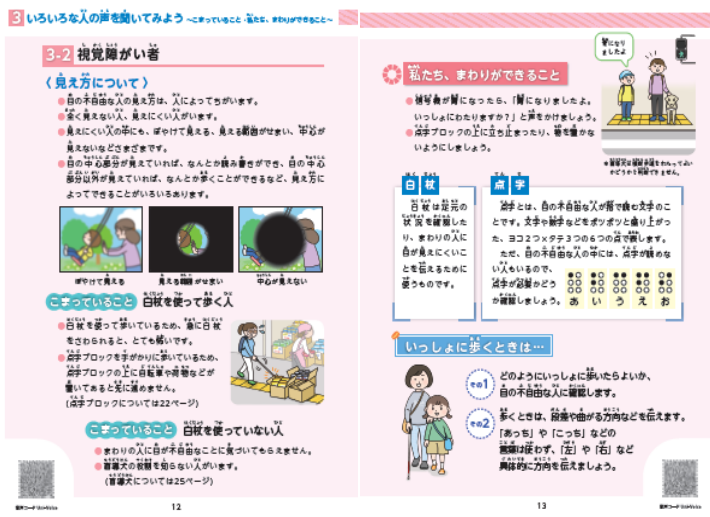 3 いろいろな人の声を聞いてみよう ～こまっていること・私たち、まわりができること～
3-2 視覚障がい者
〈見え方について〉
●目の不自由な人の見え方は、人によってちがいます。
●全く見えない人、見えにくい人がいます。
●見えにくい人の中にも、ぼやけて見える、見える範囲がせまい、中心が
見えないなどさまざまです。
●目の中心部分が見えていれば、なんとか読み書きができ、目の中心
部分以外が見えていれば、なんとか歩くことができるなど、見え方に
よってできることがいろいろあります。
ぼやけて見える
見える範囲がせまい
中心が見えない
こまっていること 白杖を使って歩く人
●白杖を使って歩いているため、急に白杖
をさわられると、とても怖いです。
●点字ブロックを手がかりに歩いているため、
点字ブロックの上に自転車や荷物などが
置いてあると先に進めません。
(点字ブロックについては22ページ)
こまっていること 白杖を使っていない人
●まわりの人に目が不自由なことに気づいてもらえません。
●盲導犬の役割を知らない人がいます。
(盲導犬については25ページ)
音声コード Uni-Voice
12
私たち、まわりができること
●信号機が青になったら、「青になりましたよ。
いっしょにわたりますか？」と声をかけましょう。
●点字ブロックの上に立ち止まったり、物を置かな
いようにしましょう。
青になり
ましたよ
白杖
白杖は足元の
状況を確認した
り、まわりの人に
目が見えにくいこ
とを伝えるために
使うものです。
点字
点字とは、目の不自由な人が指で読む文字のこ
とです。文字や数字などをポツポツと盛り上がっ
た、ヨコ2つ×タテ3つの6つの点で表します。
ただ、目の不自由な人の中には、点字が読めな
い人もいるので、
点字が必要かどう
か確認しましょう。
あ い う え お
いっしょに歩くときは…
その1 どのようにいっしょに歩いたらよいか、
目の不自由な人に確認します。
その2 歩くときは、段差や曲がる方向などを伝えます。
「あっち」や「こっち」などの
言葉は使わず、「左」や「右」など
具体的に方向を伝えましょう。
13
音声コード Uni-Voice